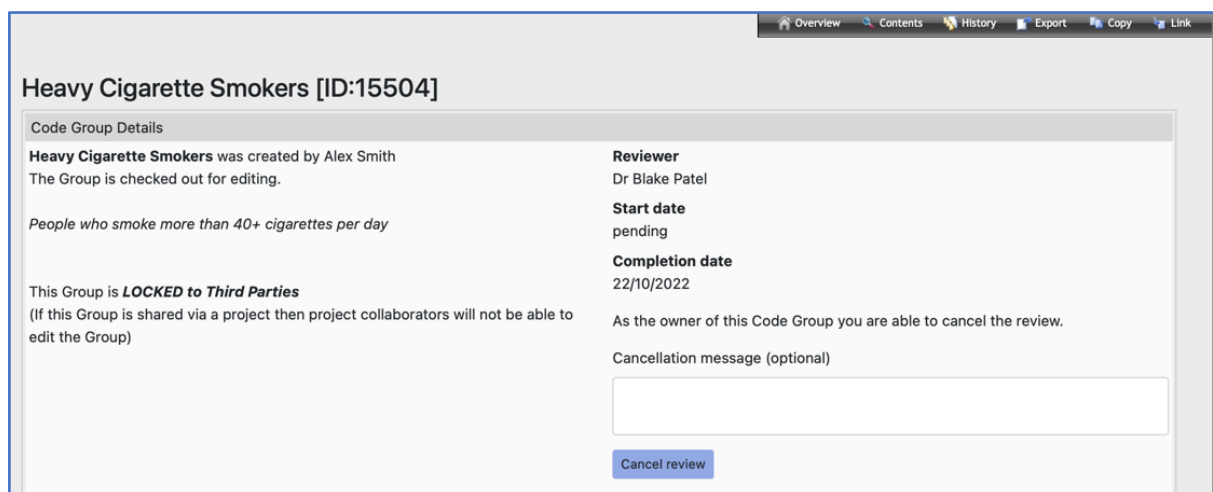 Overview Contents History Export Copy Link
Heavy Cigarette Smokers [ID:15504]
Code Group Details
Heavy Cigarette Smokers was created by Alex Smith
The Group is checked out for editing.
People who smoke more than 40+ cigarettes per day
This Group is LOCKED to Third Parties
(If this Group is shared via a project then project collaborators will not be able to
edit the Group)
Reviewer
Dr Blake Patel
Start date
pending
Completion date
22/10/2022
As the owner of this Code Group you are able to cancel the review.
Cancellation message (optional)
Cancel review